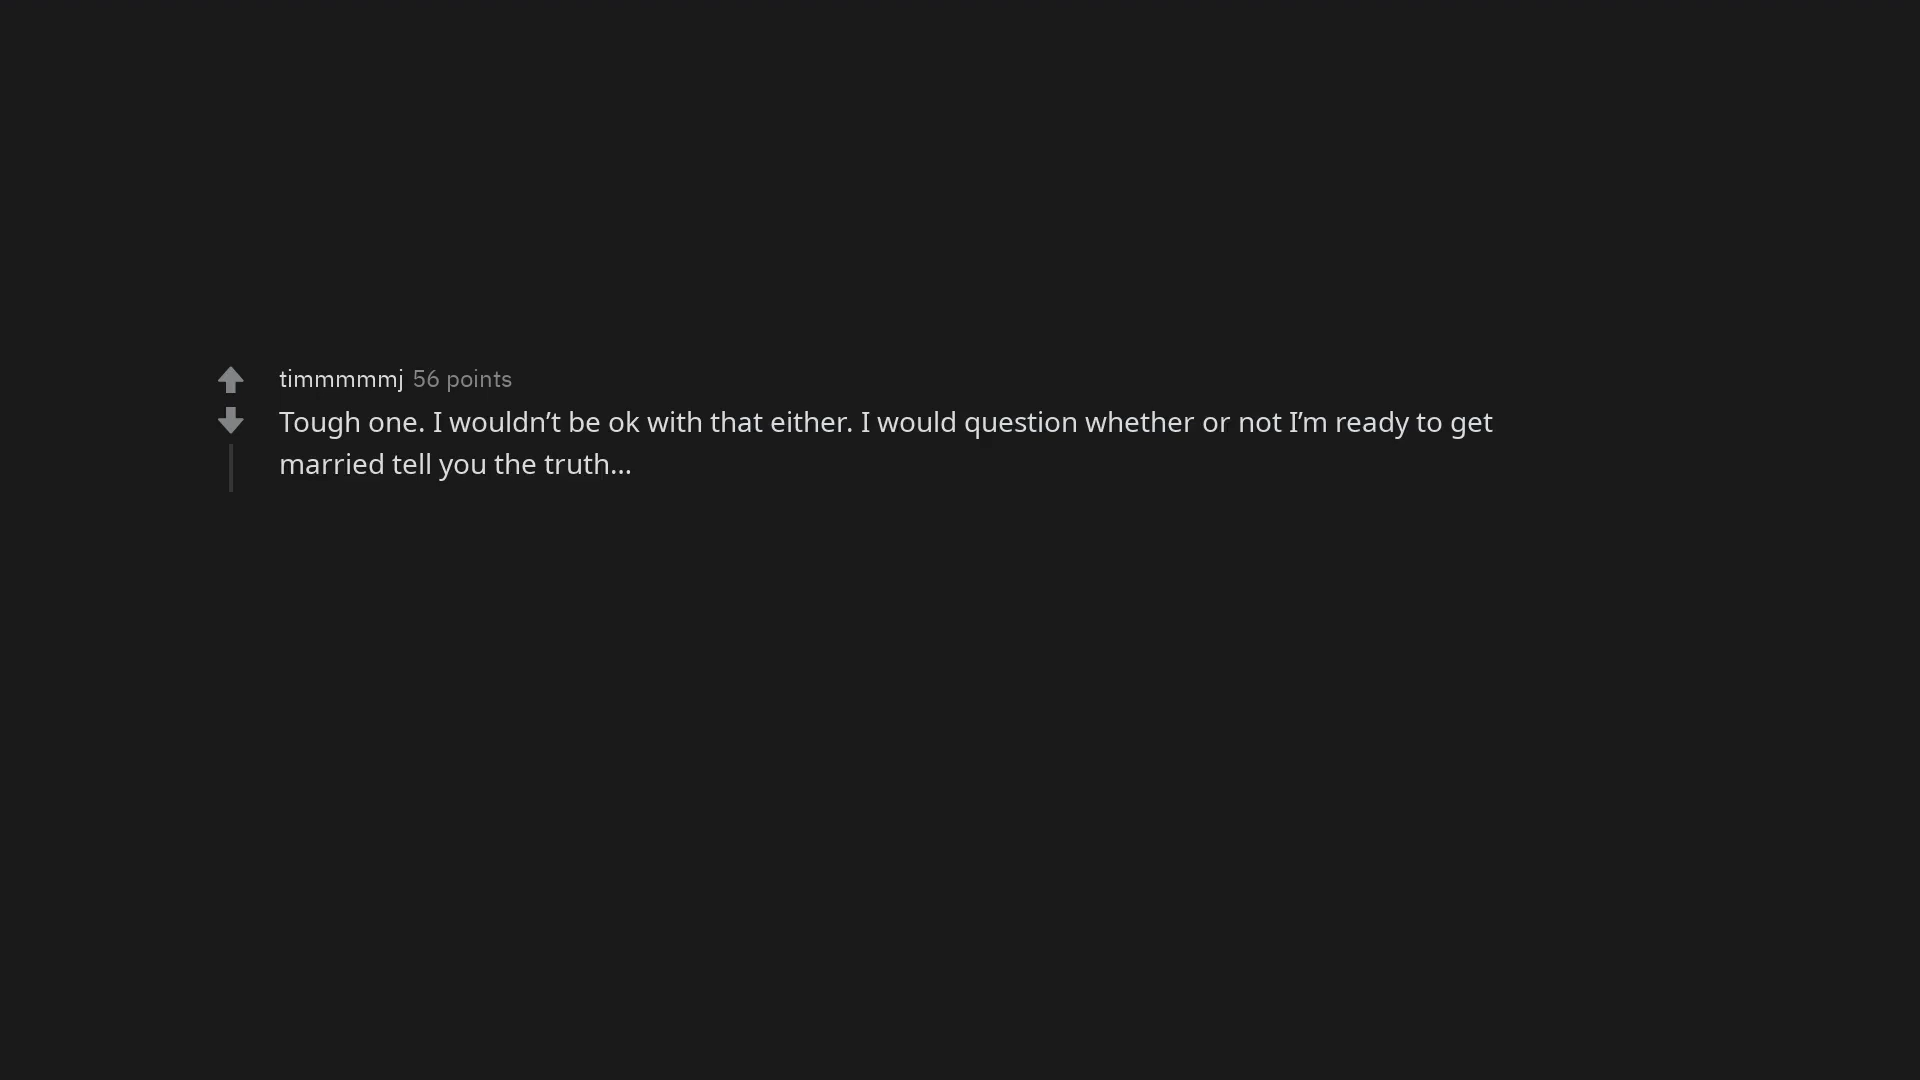 timmmmmj 56 points
Tough one. I wouldn’t be ok with that either. I would question whether or not I’m ready to get
married tell you the truth...